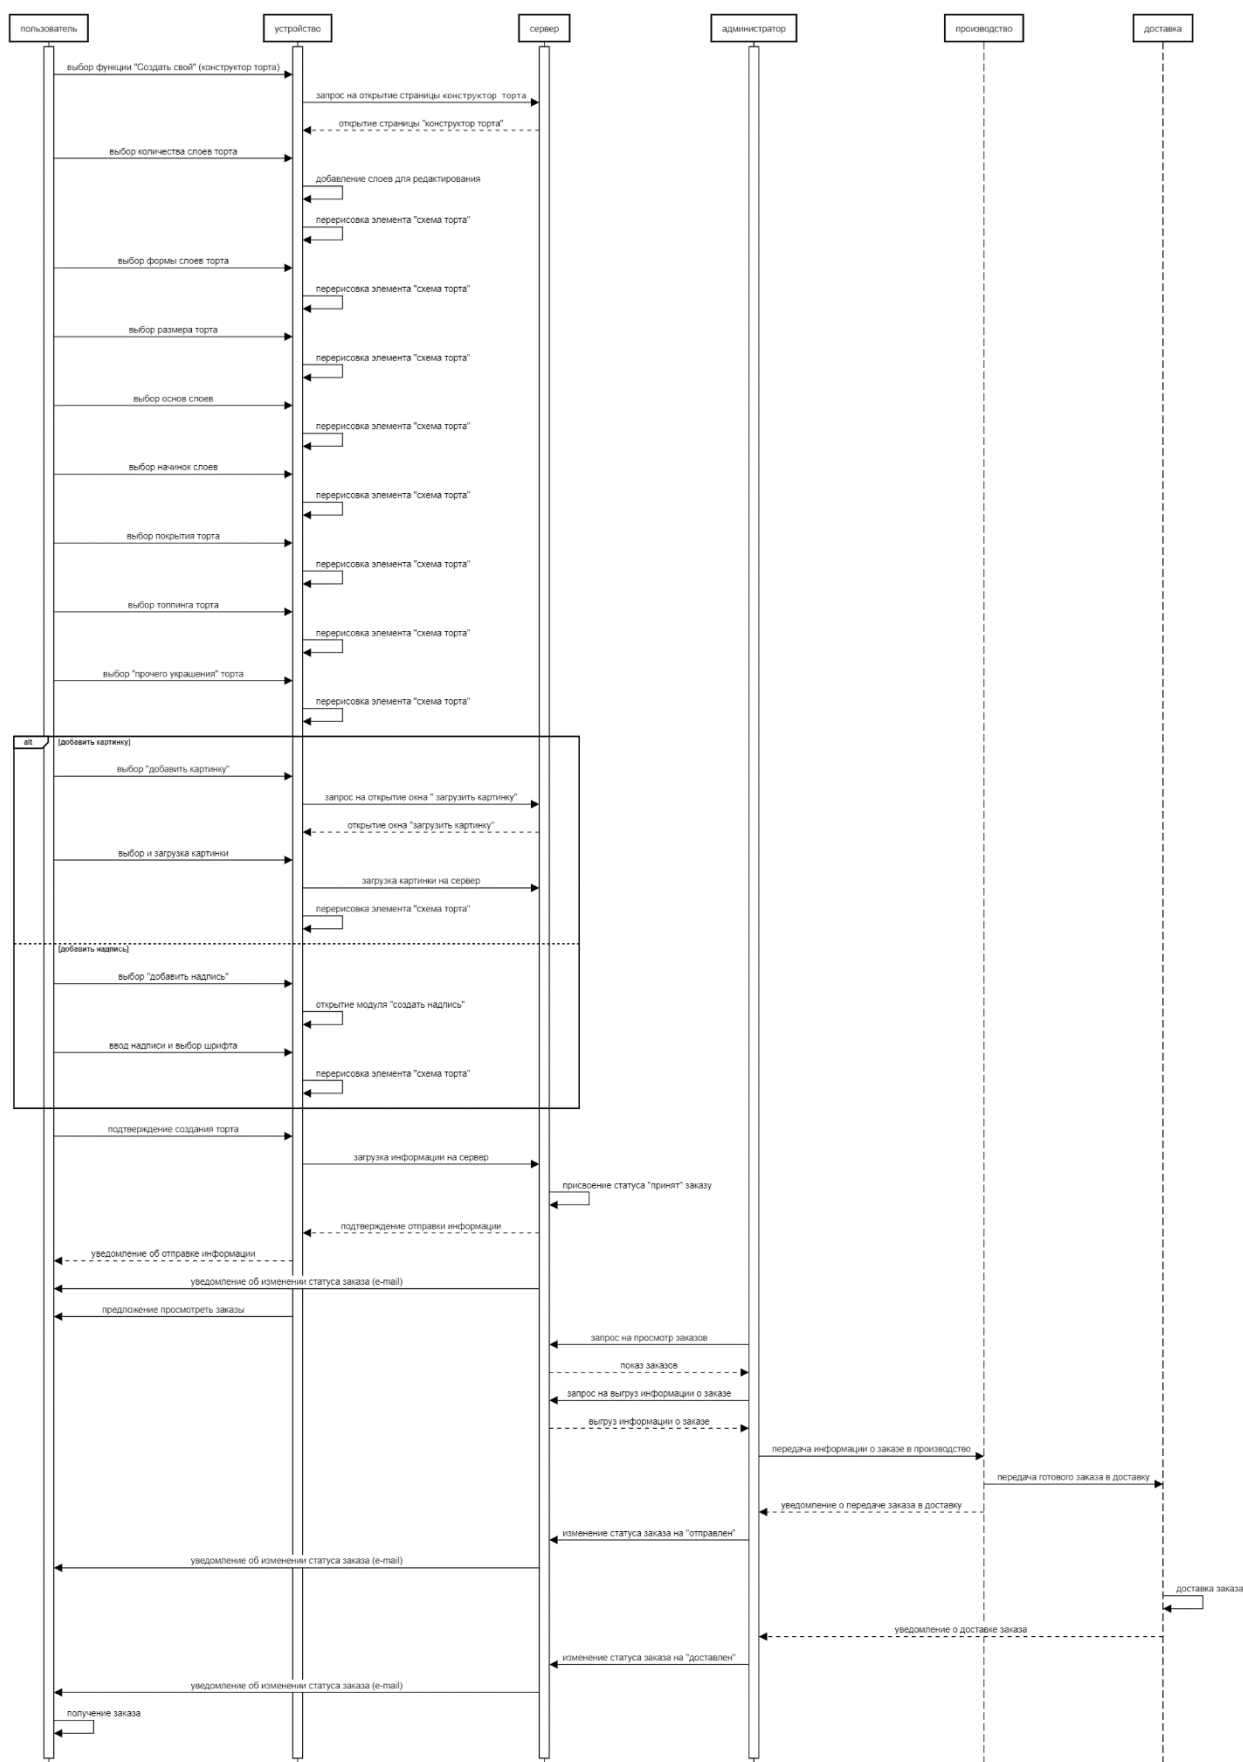 пользователь
устройство
сервер
администратор
производство
доставка
выбор функции "Создать свой" (конструктор торта)
запрос на открытие страницы конструктор торта
открытие страницы "конструктор торта"
выбор количества слоев торта
добавление слоев для редактирования
перерисовка элемента "схема торта"
выбор формы слоев торта
перерисовка элемента "схема торта"
выбор размера торта
перерисовка элемента "схема торта"
выбор основ слоев
перерисовка элемента "схема торта"
выбор начинок слоев
перерисовка элемента "схема торта"
выбор покрытия торта
перерисовка элемента "схема торта"
выбор топпинга торта
перерисовка элемента "схема торта"
выбор "прочего украшения" торта
перерисовка элемента "схема торта"
alt
[добавить картинку]
выбор "добавить картинку"
запрос на открытие окна " загрузить картинку"
открытие окна "загрузить картинку"
выбор и загрузка картинки
загрузка картинки на сервер
перерисовка элемента "схема торта"
[добавить надпись]
выбор "добавить надпись"
открытие модуля "создать надпись"
ввод надписи и выбор шрифта
перерисовка элемента "схема торта"
подтверждение создания торта
загрузка информации на сервер
присвоение статуса "принят" заказу
подтверждение отправки информации
уведомление об отправке информации
уведомление об изменении статуса заказа (e-mail)
предложение просмотреть заказы
запрос на просмотр заказов
показ заказов
запрос на выгруз информации о заказе
выгруз информации о заказе
передача информации о заказе в производство
передача готового заказа в доставку
уведомление о передаче заказа в доставку
изменение статуса заказа на "отправлен"
уведомление об изменении статуса заказа (e-mail)
доставка заказа
уведомление о доставке заказа
изменение статуса заказа на "доставлен"
уведомление об изменении статуса заказа (e-mail)
получение заказа